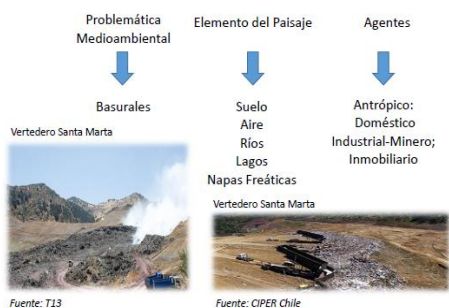 Problemática
Medioambiental
Elemento del Paisaje
Agentes
Basurales
Suelo
Aire
Ríos
Lagos
Napas Freáticas
Antrópico:
Doméstico
Industrial-Minero;
Inmobiliario
Vertedero Santa Marta
Vertedero Santa Marta
Fuente: T13
Fuente: CIPER Chile